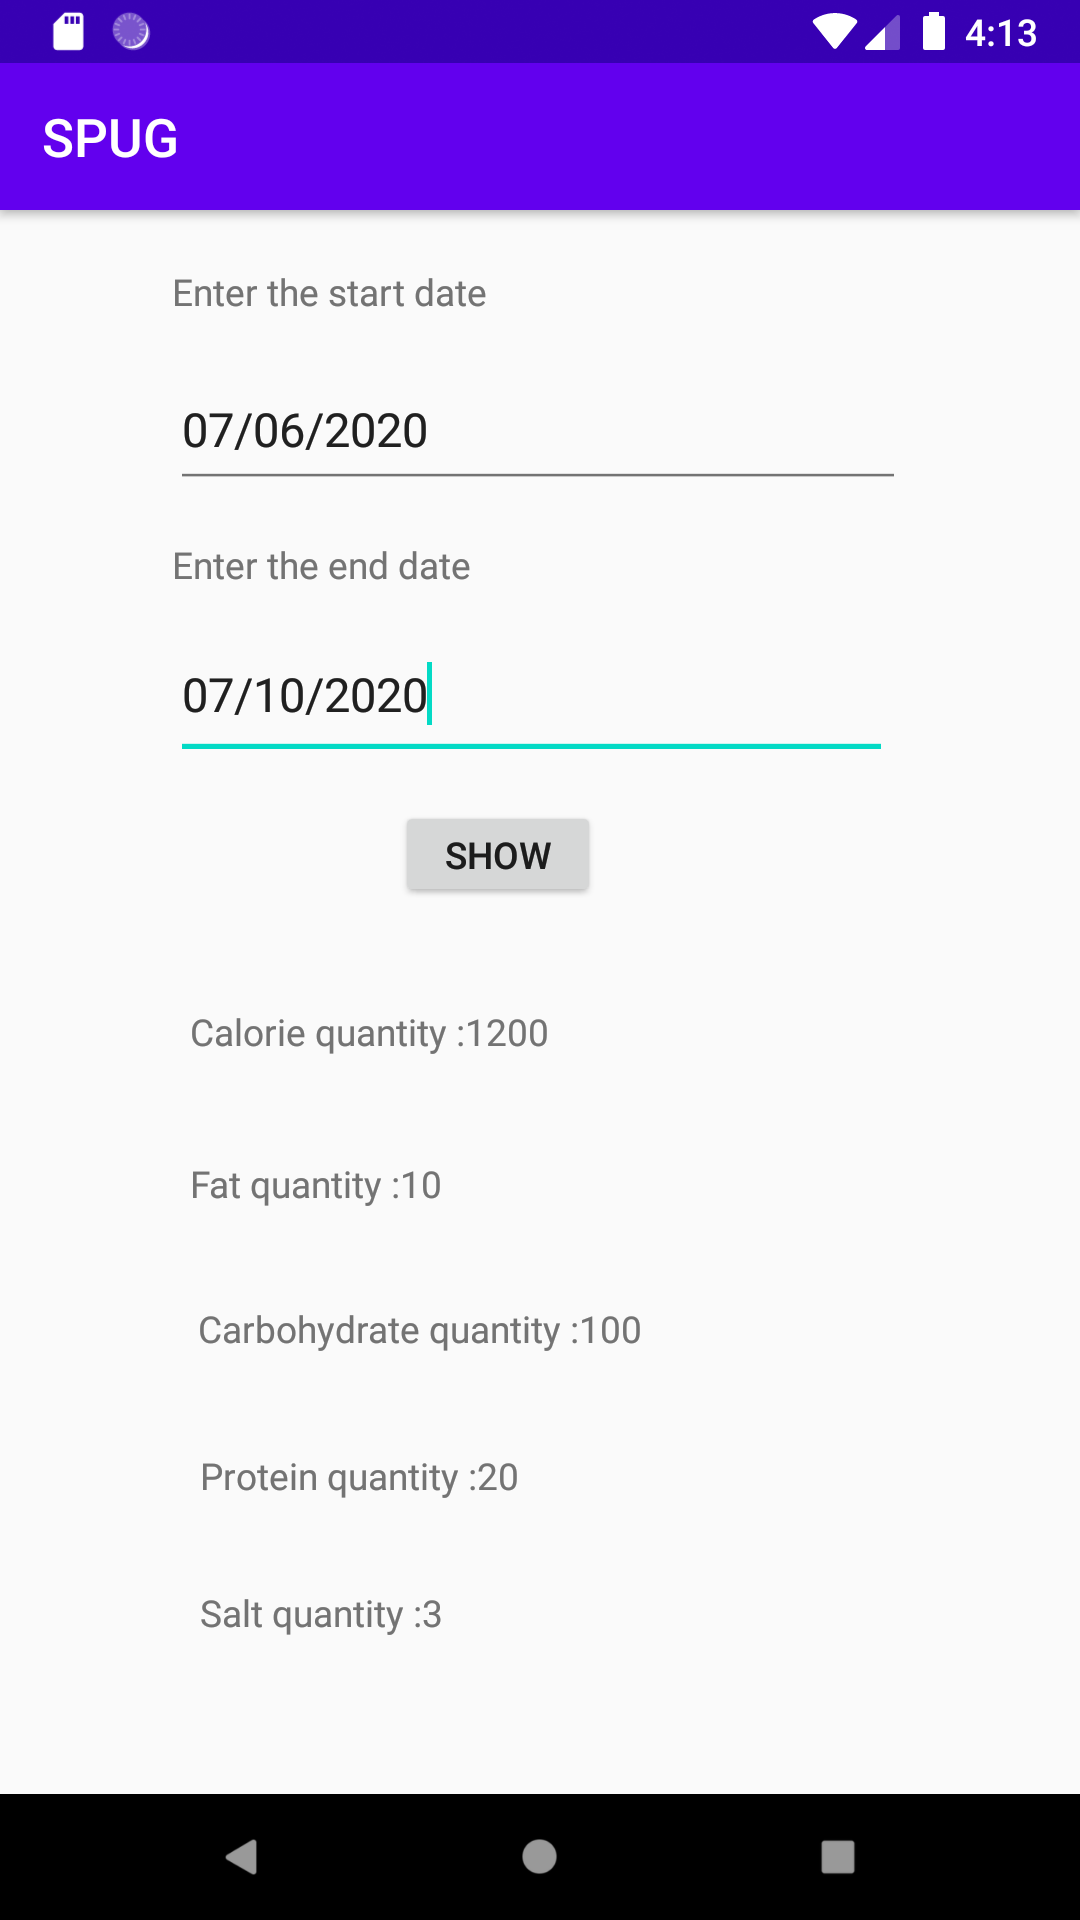 4:13
SPUG
Enter the start date
07/06/2020
Enter the end date
07/10/2020
SHOW
Calorie quantity :1200
Fat quantity :10
Carbohydrate quantity :100
Protein quantity :20
Salt quantity :3